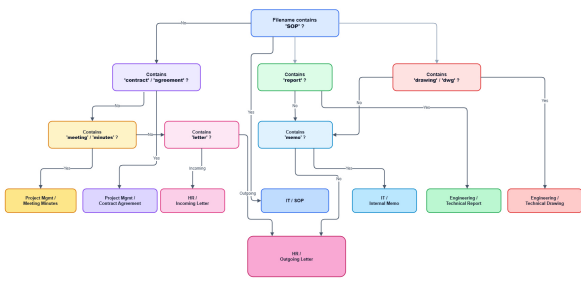 Filename contains
'SOP' ?
No
Contains
'contract' / 'agreement' ?
Contains
'report' ?
Contains
'drawing' / 'dwg' ?
No
Yes
No
No
Yes
Contains
'meeting' / 'minutes' ?
No
Contains
'letter' ?
Contains
'memo' ?
Yes
Yes
Incoming
Yes
Yes
No
Outgoing
Project Mgmt /
Meeting Minutes
Project Mgmt /
Contract Agreement
HR /
Incoming Letter
IT / SOP
IT /
Internal Memo
Engineering /
Technical Report
Engineering /
Technical Drawing
HR /
Outgoing Letter